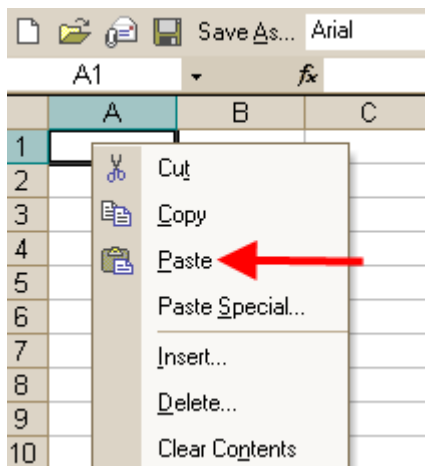 Save As... Arial
A1 fx
A B C
1
Cut
2
3 Copy
4
Paste
5
6 Paste Special...
7 Insert...
8
Delete...
9
10 Clear Contents